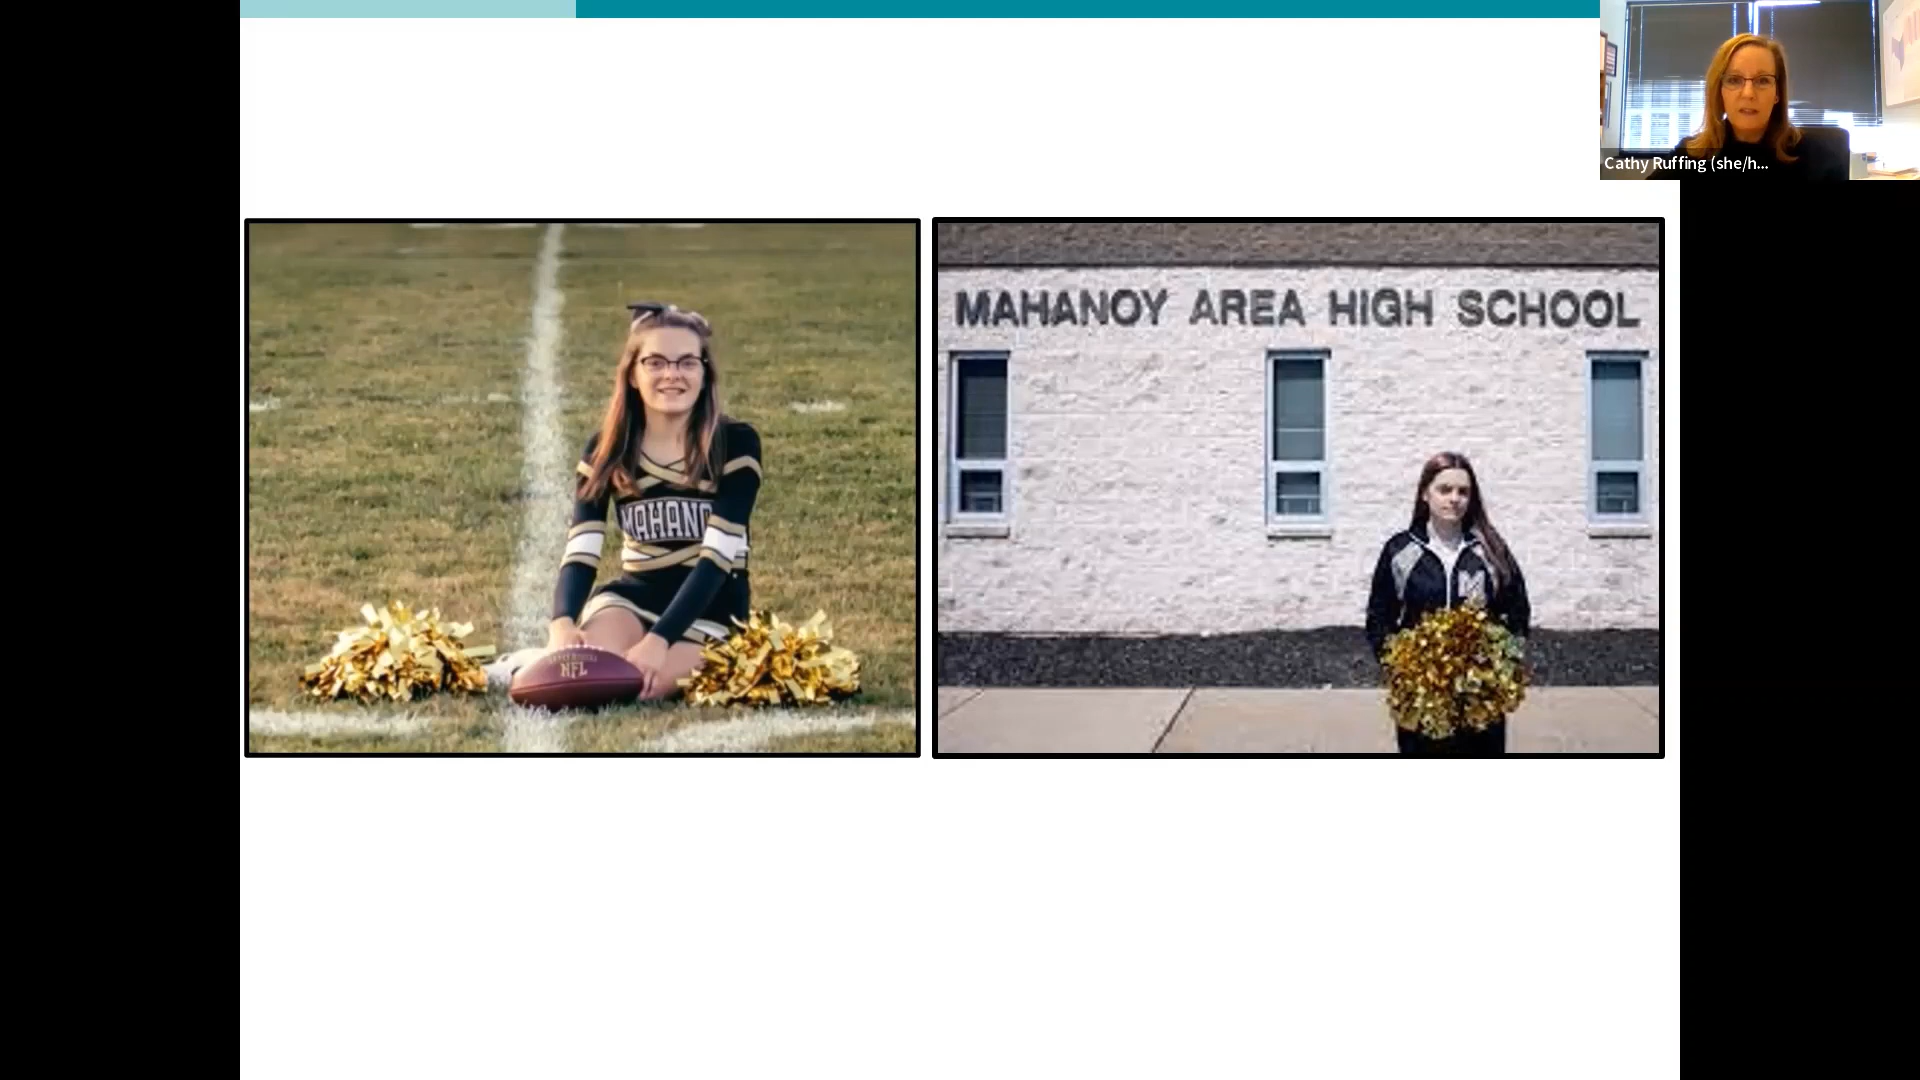 Cathy Ruffing (she/h...
MAHANOY AREA HIGH SCHOOL
MAHANO
NFL
M